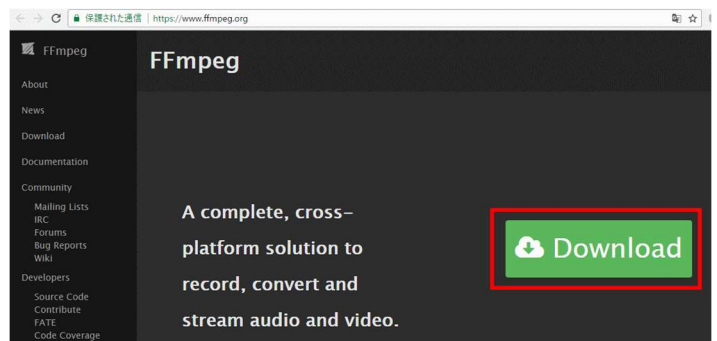 保護された通信 | https://www.ffmpeg.org
FFmpeg
About
News
Download
Documentation
Community
Mailing Lists
IRC
Forums
Bug Reports
Wiki
Developers
Source Code
Contribute
FATE
Code Coverage
FFmpeg
A complete, cross-
platform solution to
record, convert and
stream audio and video.
Download